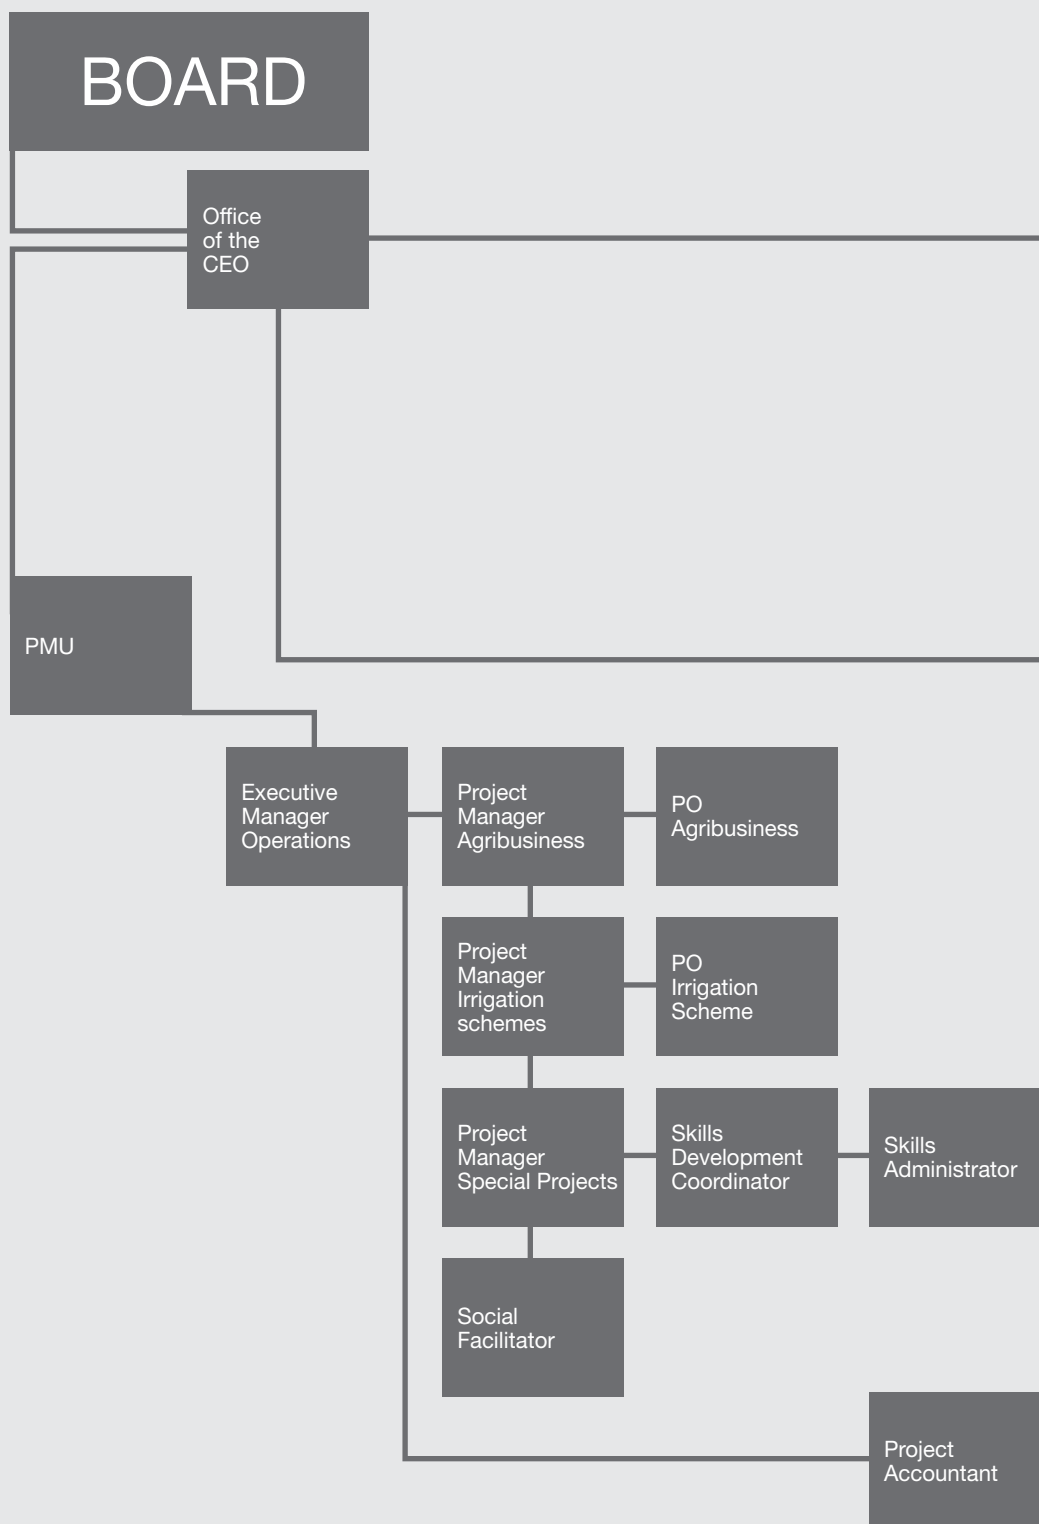 BOARD
Office
of the
CEO
PMU
Executive
Manager
Operations
Project
Manager
Agribusiness
PO
Agribusiness
Project
Manager
Irrigation
schemes
PO
Irrigation
Scheme
Project
Manager
Special Projects
Skills
Development
Coordinator
Skills
Administrator
Social
Facilitator
Project
Accountant